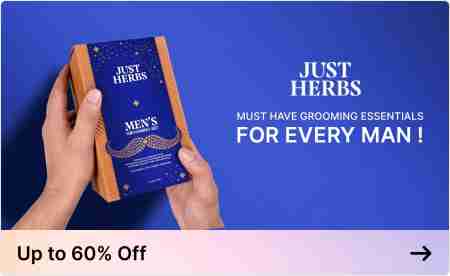 JUST
HERBS
MEN'S
JUST
HERBS
MUST HAVE GROOMING ESSENTIALS
FOR EVERY MAN !
Up to 60% Off